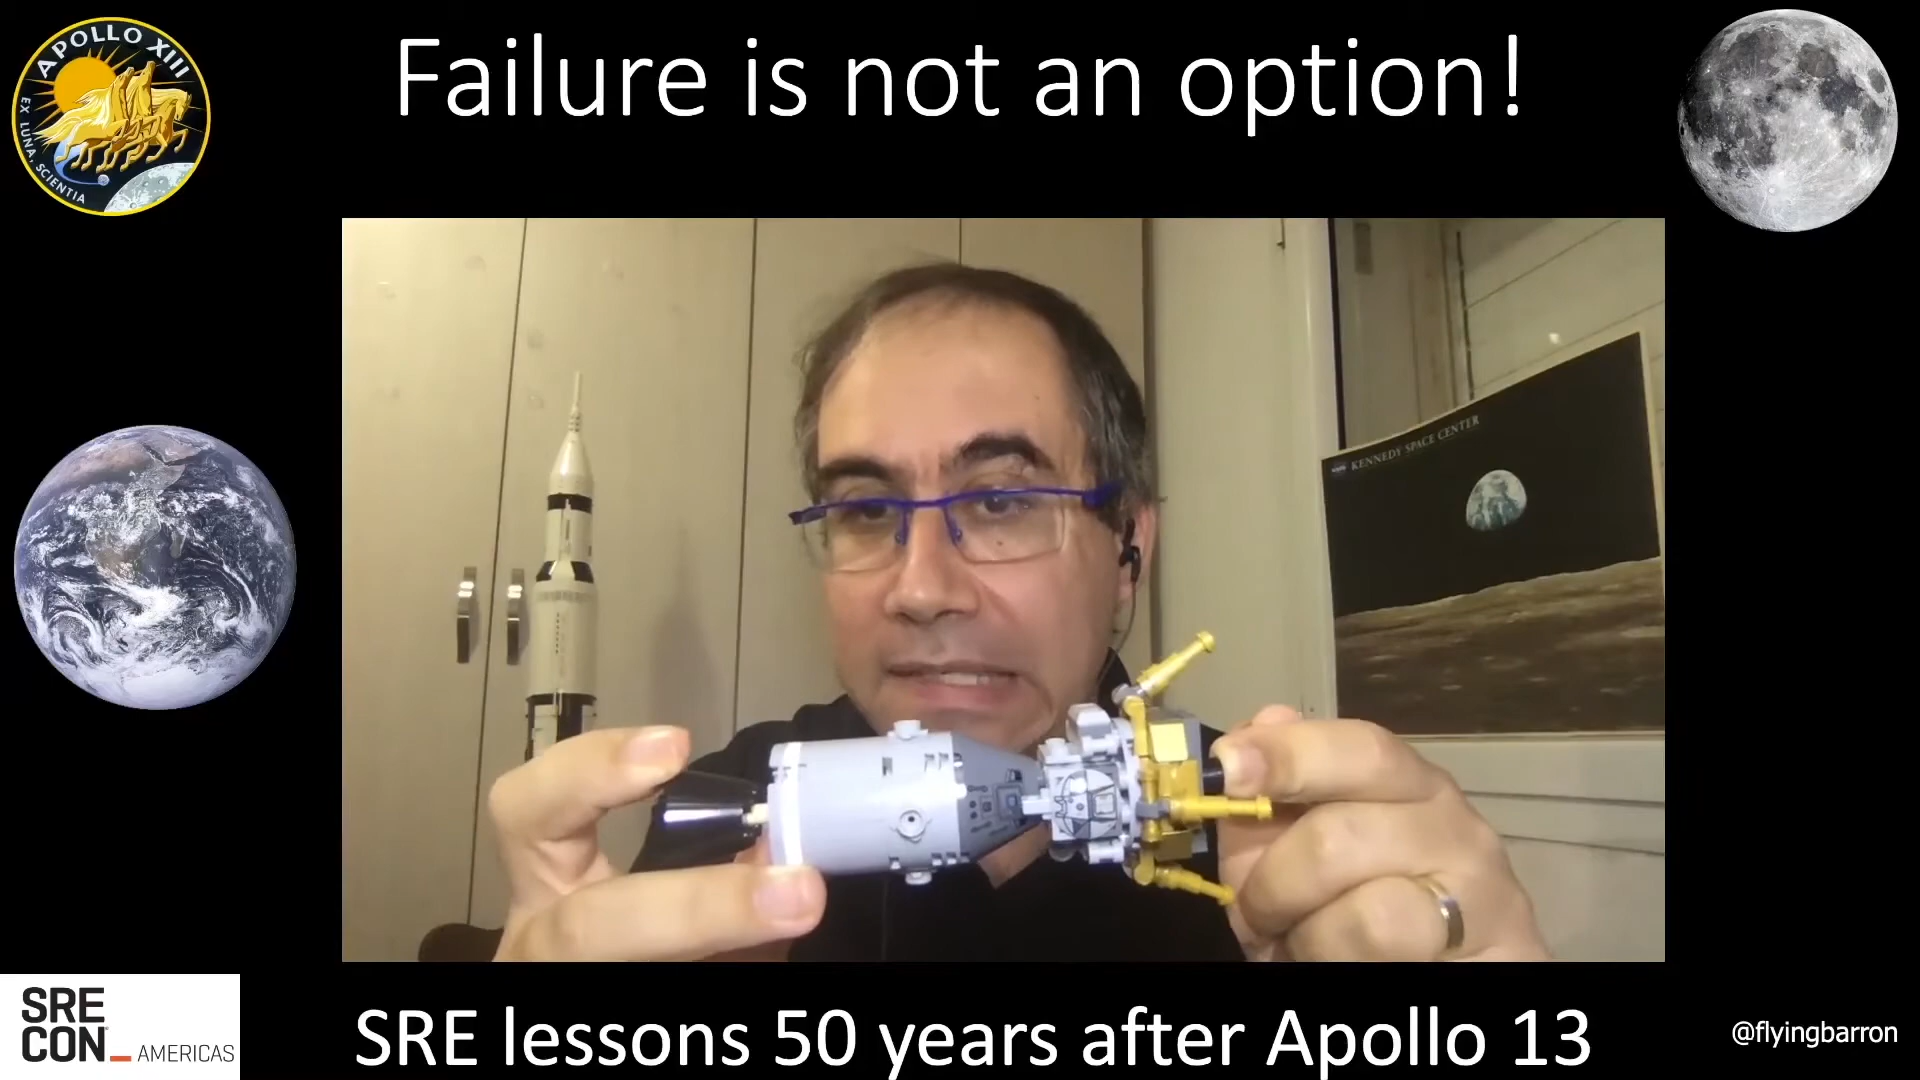 APOLLO XIII
EX LUNA, SCIENTIA
Failure is not an option!
KENNEDY SPACE CENTER
SRE
CON
AMERICAS
SRE lessons 50 years after Apollo 13
@flyingbarron